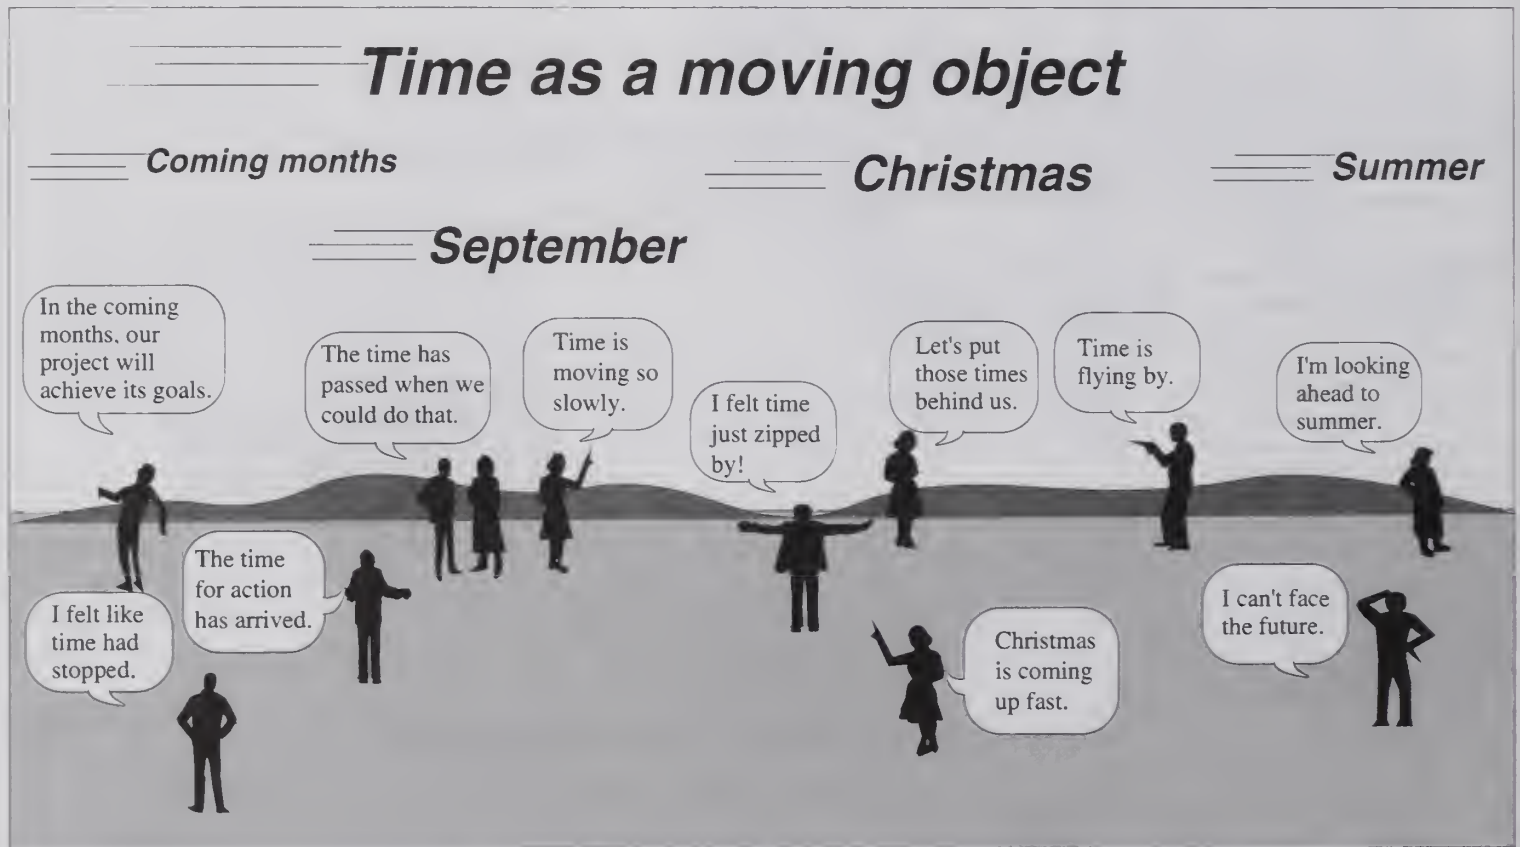 Time as a moving object
Coming months
Christmas
Summer
September
In the coming
months, our
project will
achieve its goals.
The time has
passed when we
could do that.
Time is
moving so
slowly.
I felt time
just zipped
by!
Let's put
those times
behind us.
Time is
flying by.
I'm looking
ahead to
summer.
I felt like
time had
stopped.
The time
for action
has arrived.
Christmas
is coming
up fast.
I can't face
the future.